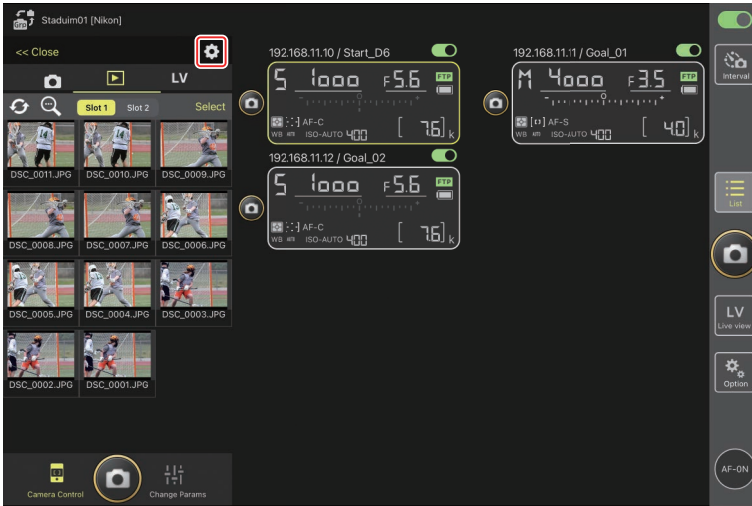 Grp
Staduim01 [Nikon]
<< Close
LV
Slot 1
Slot 2
Select
DSC_0011.JPG
DSC_0010.JPG
DSC_0009.JPG
DSC_0008.JPG
DSC_0007.JPG
DSC_0006.JPG
DSC_0005.JPG
DSC_0004.JPG
DSC_0003.JPG
DSC_0002.JPG
DSC_0001.JPG
Camera Control
Change Params
192.168.11.10 / Start_D6
S 1000 F5.6 FTP
AF-C
WB AUTO ISO-AUTO 400 [ 7.6] k
192.168.11.11 / Goal_01
M 4000 F3.5 FTP
AF-S
WB AUTO ISO-AUTO 400 [ 4.0] k
192.168.11.12 / Goal_02
S 1000 F5.6 FTP
AF-C
WB AUTO ISO-AUTO 400 [ 7.6] k
Interval
List
LV
Live view
Option
AF-ON